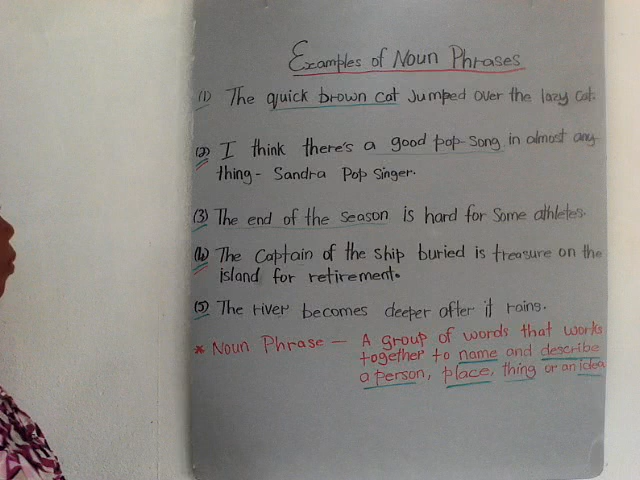 Examples of Noun Phrases
(1) The quick brown cat Jumped over the lazy cat.
(2) I think there's a good pop-song in almost any
thing - Sandra Pop Singer.
(3) The end of the season is hard for some athletes.
(4) The Captain of the ship buried is treasure on the
island for retirement.
(5) The river becomes deeper after it rains.
* Noun Phrase — A group of words that works
together to name and describe
a person, place, thing or an idea